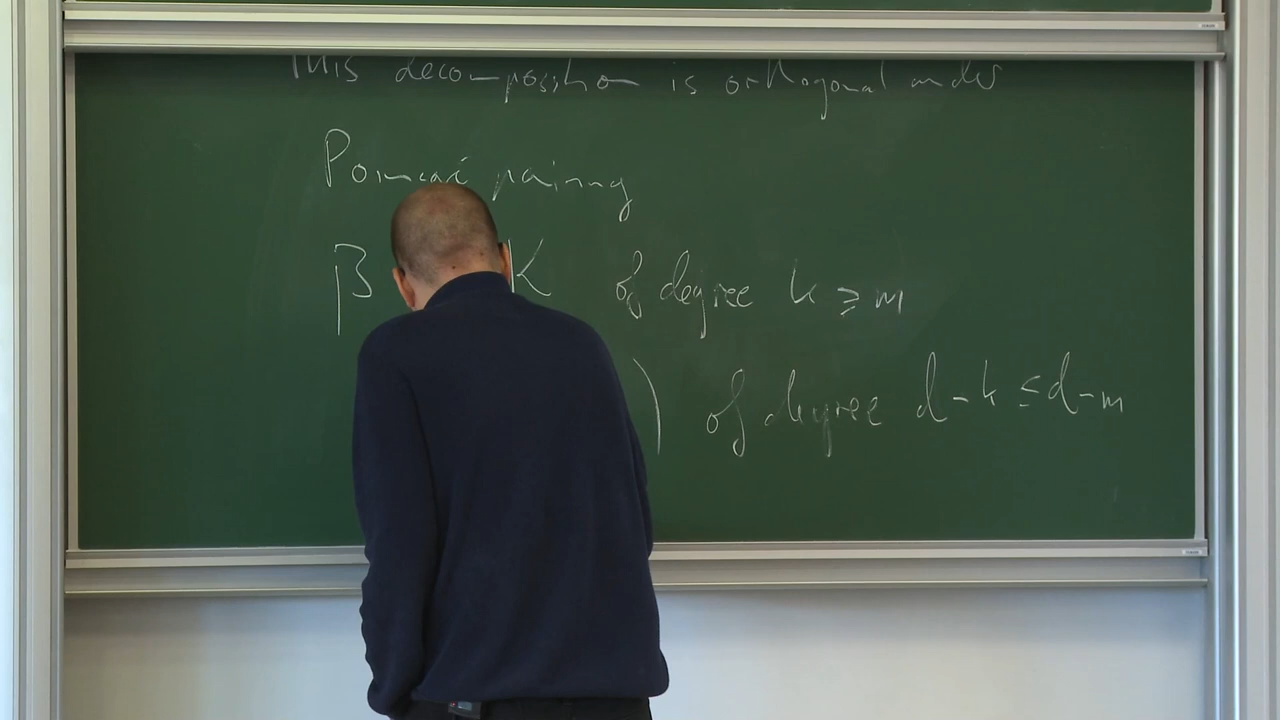 This decomposition is orthogonal under
Poincaré pairing
β K of degree k ≥ m
) of degree d - k ≤ d - m